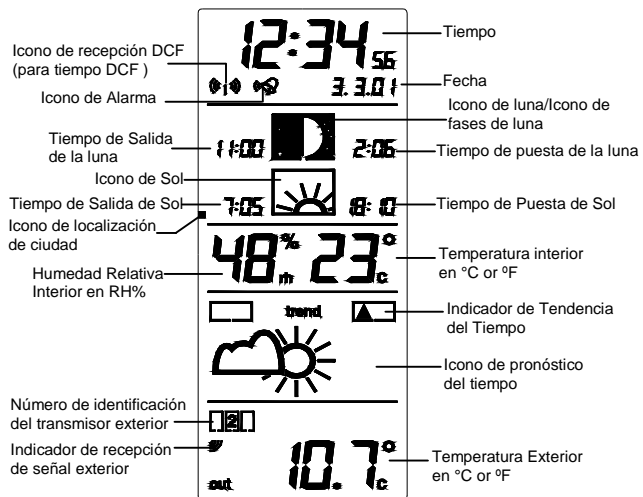 12:34 56
Tiempo
Icono de recepción DCF
(para tiempo DCF )
Icono de Alarma
3. 3.01
Fecha
Icono de luna/Icono de
fases de luna
Tiempo de Salida
de la luna
11:00
2:06
Tiempo de puesta de la luna
Icono de Sol
Tiempo de Salida de Sol
7:05
18:10
Tiempo de Puesta de Sol
Icono de localización
de ciudad
48 % rh
23 ° c
Temperatura interior
en °C or ºF
Humedad Relativa
Interior en RH%
trend
Indicador de Tendencia
del Tiempo
Icono de pronóstico
del tiempo
Número de identificación
del transmisor exterior
2
Indicador de recepción
de señal exterior
out
10.7 ° c
Temperatura Exterior
en °C or ºF